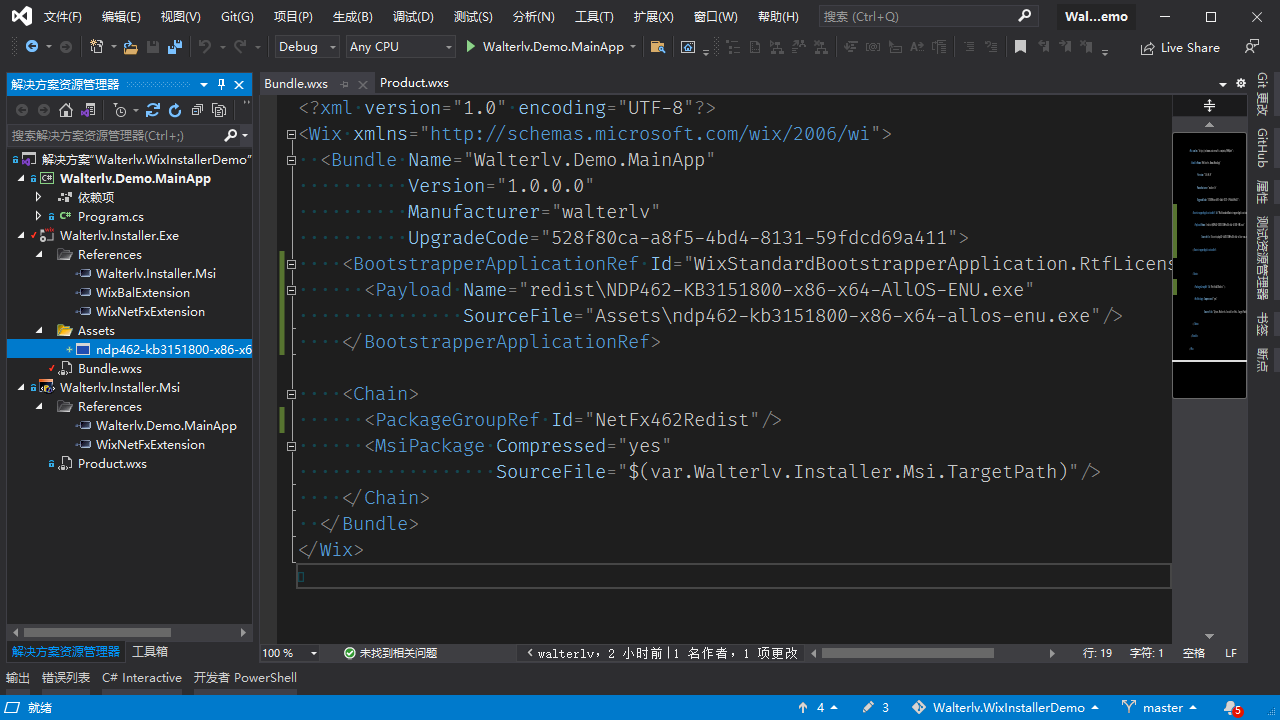 文件(F) 编辑(E) 视图(V) Git(G) 项目(P) 生成(B) 调试(D) 测试(S) 分析(N) 工具(T) 扩展(X) 窗口(W) 帮助(H) 搜索 (Ctrl+Q) Wal...emo
Debug Any CPU Walterlv.Demo.MainApp Live Share
解决方案资源管理器
搜索解决方案资源管理器(Ctrl+;)
解决方案"Walterlv.WixInstallerDemo"
Walterlv.Demo.MainApp
依赖项
C# Program.cs
Walterlv.Installer.Exe
References
Walterlv.Installer.Msi
WixBalExtension
WixNetFxExtension
Assets
ndp462-kb3151800-x86-x6
Bundle.wxs
Walterlv.Installer.Msi
References
Walterlv.Demo.MainApp
WixNetFxExtension
Product.wxs
解决方案资源管理器 工具箱
Bundle.wxs Product.wxs
<?xml version="1.0" encoding="UTF-8"?>
<Wix xmlns="http://schemas.microsoft.com/wix/2006/wi">
<Bundle Name="Walterlv.Demo.MainApp"
Version="1.0.0.0"
Manufacturer="walterlv"
UpgradeCode="528f80ca-a8f5-4bd4-8131-59fdcd69a411">
<BootstrapperApplicationRef Id="WixStandardBootstrapperApplication.RtfLicens
<Payload Name="redist\NDP462-KB3151800-x86-x64-AllOS-ENU.exe"
SourceFile="Assets\ndp462-kb3151800-x86-x64-allos-enu.exe"/>
</BootstrapperApplicationRef>
<Chain>
<PackageGroupRef Id="NetFx462Redist"/>
<MsiPackage Compressed="yes"
SourceFile="$(var.Walterlv.Installer.Msi.TargetPath)"/>
</Chain>
</Bundle>
</Wix>
100 % 未找到相关问题 walterlv，2 小时前|1 名作者，1 项更改 行: 19 字符: 1 空格 LF
Git 更改
GitHub
属性
测试资源管理器
书签
断点
输出 错误列表 C# Interactive 开发者 PowerShell
就绪 4 3 Walterlv.WixInstallerDemo master 5